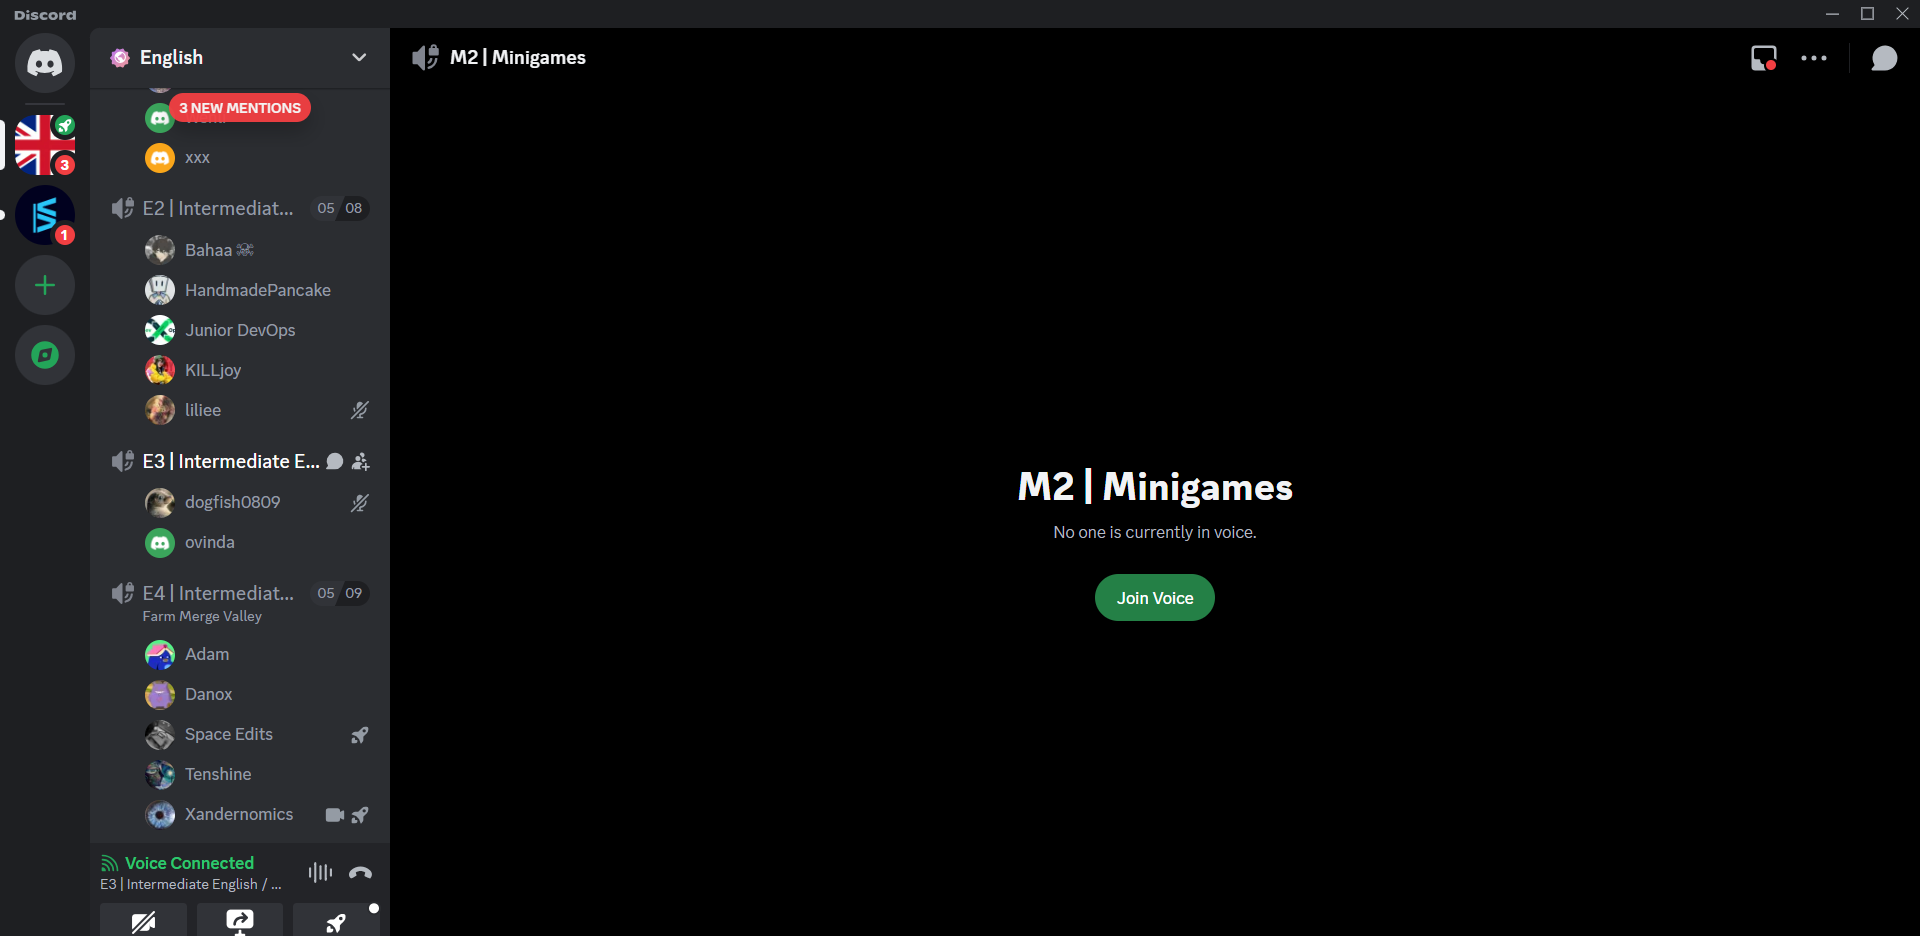 Discord
English
M2 | Minigames
3 NEW MENTIONS
xxx
3
E2 | Intermediat... 05 08
1
Bahaa ☠️
HandmadePancake
Junior DevOps
KILLjoy
liliee
E3 | Intermediate E...
dogfish0809
ovinda
E4 | Intermediat... 05 09
Farm Merge Valley
Adam
Danox
Space Edits
Tenshine
Xandernomics
Voice Connected
E3 | Intermediate English / ...
M2 | Minigames
No one is currently in voice.
Join Voice